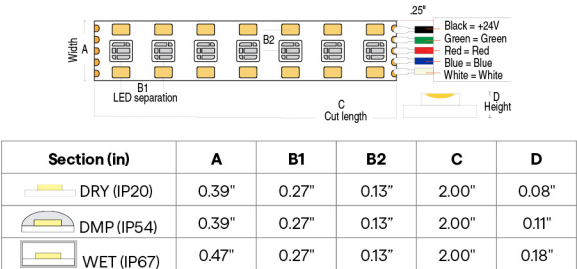 .25"
Width
A
B2
Black = +24V
Green = Green
Red = Red
Blue = Blue
White = White
B1
LED separation
C
Cut length
D
Height
Section (in) A B1 B2 C D
DRY (IP20) 0.39" 0.27" 0.13” 2.00" 0.08"
DMP (IP54) 0.39" 0.27" 0.13” 2.00" 0.11"
WET (IP67) 0.47" 0.27" 0.13” 2.00" 0.18"